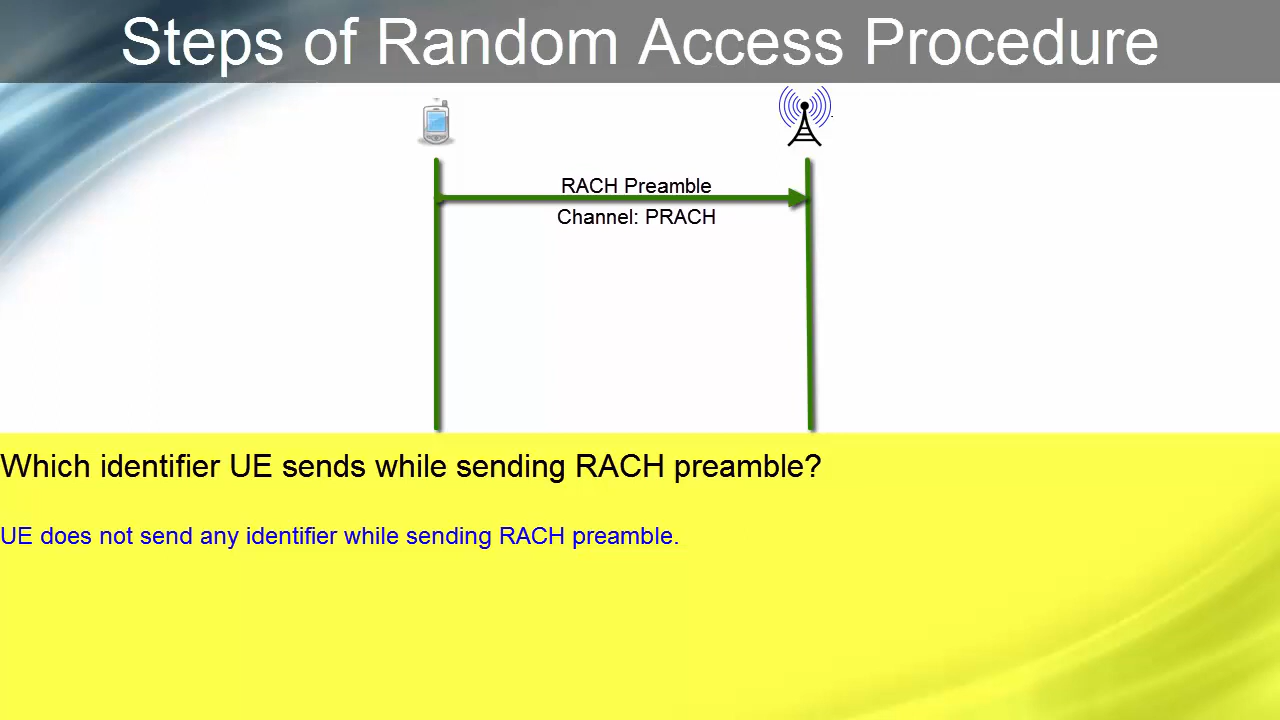 Steps of Random Access Procedure
RACH Preamble
Channel: PRACH
Which identifier UE sends while sending RACH preamble?
UE does not send any identifier while sending RACH preamble.